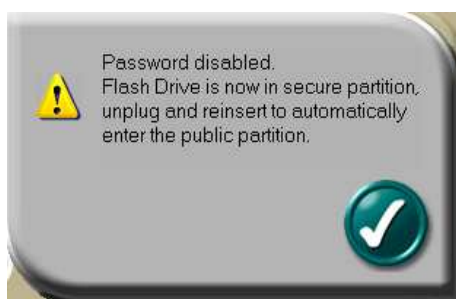 Password disabled.
Flash Drive is now in secure partition,
unplug and reinsert to automatically
enter the public partition.